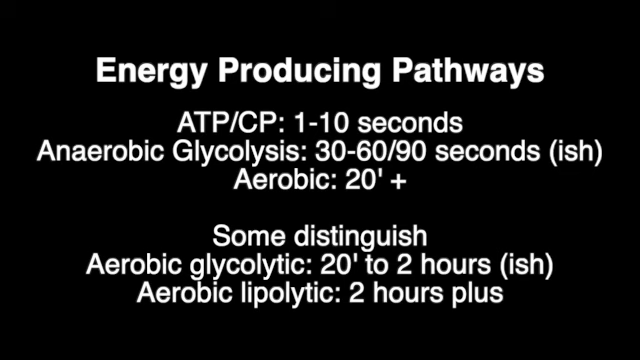 Energy Producing Pathways
ATP/CP: 1-10 seconds
Anaerobic Glycolysis: 30-60/90 seconds (ish)
Aerobic: 20' +
Some distinguish
Aerobic glycolytic: 20' to 2 hours (ish)
Aerobic lipolytic: 2 hours plus